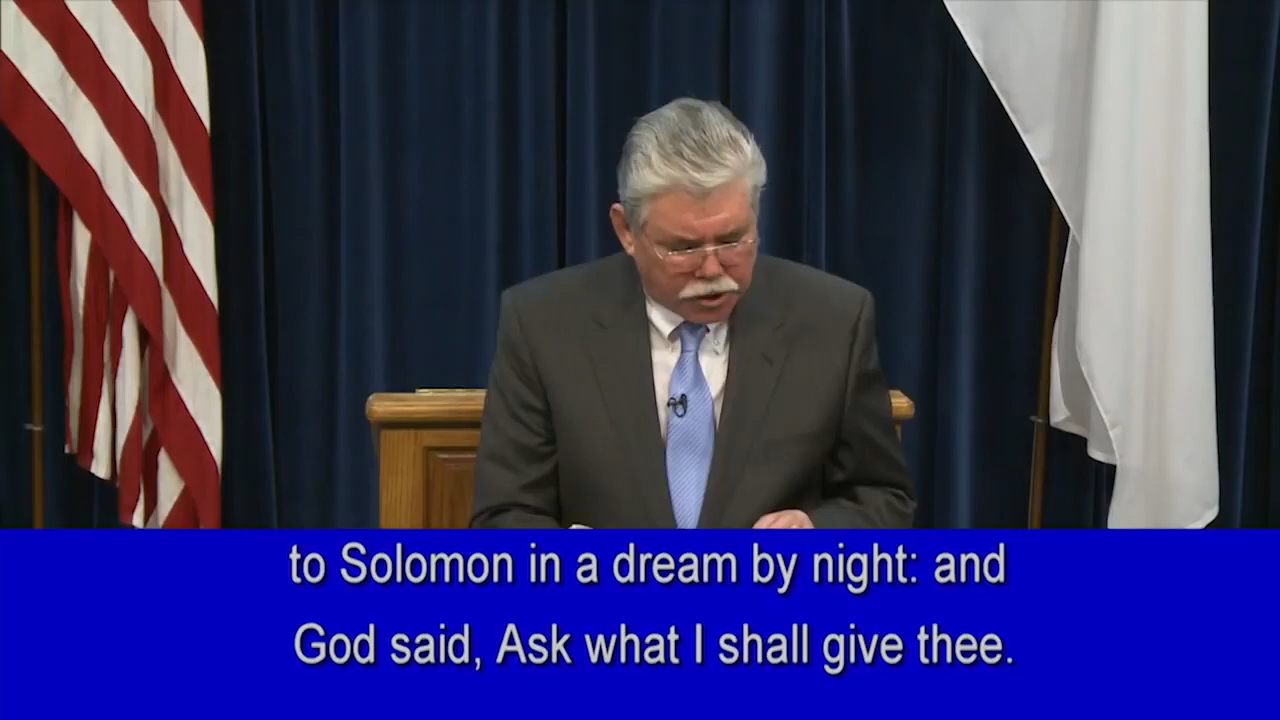 to Solomon in a dream by night: and
God said, Ask what I shall give thee.